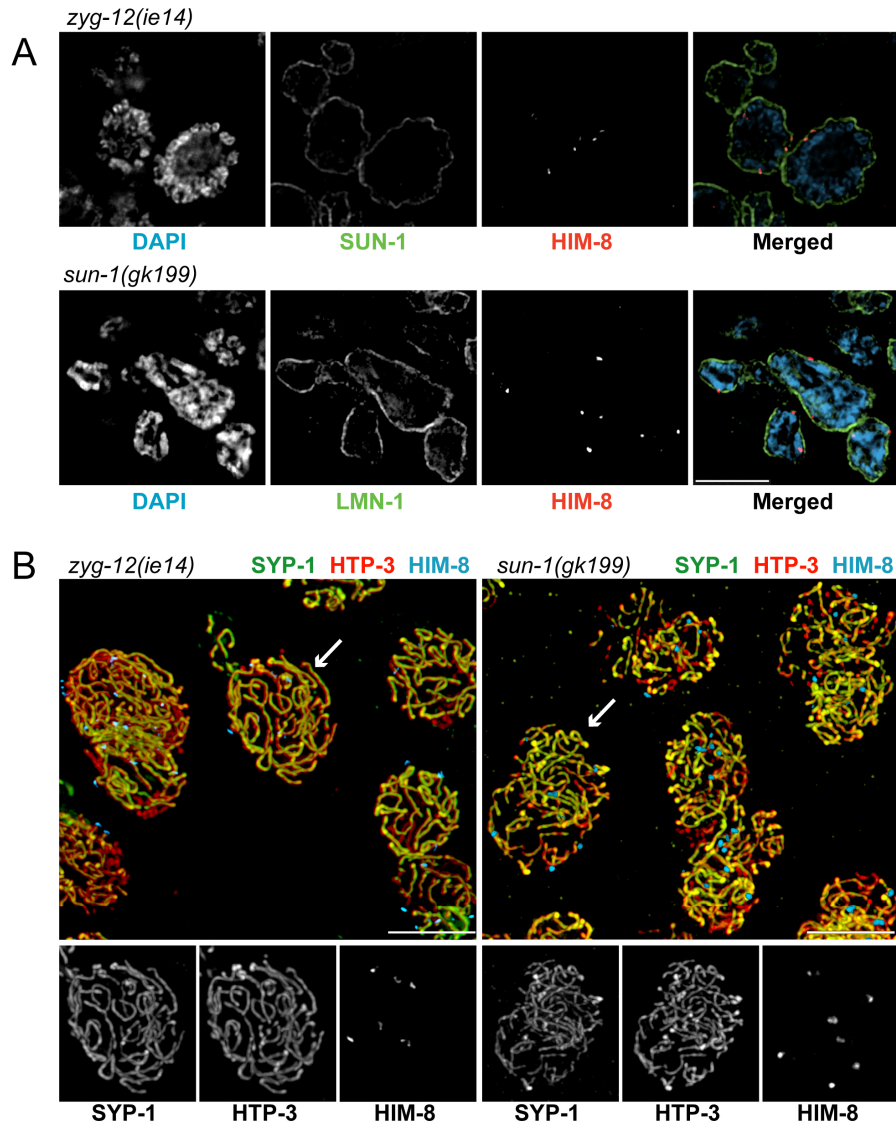 zyg-12(ie14)
A
DAPI SUN-1 HIM-8 Merged
sun-1(gk199)
DAPI LMN-1 HIM-8 Merged
B zyg-12(ie14) SYP-1 HTP-3 HIM-8 sun-1(gk199) SYP-1 HTP-3 HIM-8
SYP-1 HTP-3 HIM-8 SYP-1 HTP-3 HIM-8